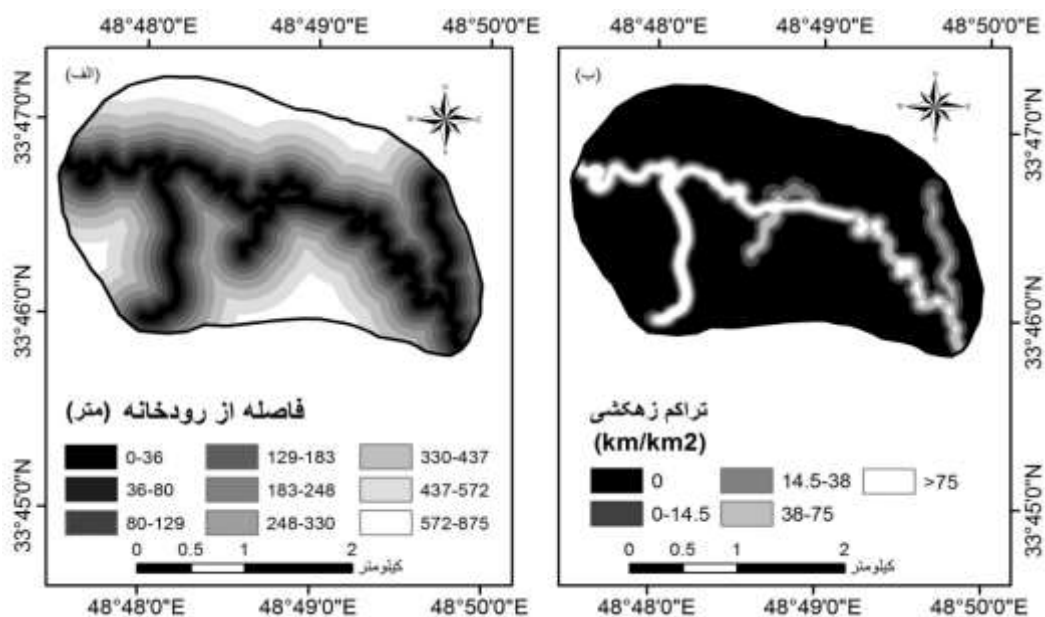 48°48'0"E 48°49'0"E 48°50'0"E
(الف)
33°47'0"N
33°46'0"N
33°45'0"N
فاصله از رودخانه (متر)
0-36 129-183 330-437
36-80 183-248 437-572
80-129 248-330 572-875
0 0.5 1 2
کیلومتر
48°48'0"E 48°49'0"E 48°50'0"E
48°48'0"E 48°49'0"E 48°50'0"E
(ب)
33°47'0"N
33°46'0"N
33°45'0"N
تراکم زهکشی
(km/km2)
0 14.5-38 >75
0-14.5 38-75
0 0.5 1 2
کیلومتر
48°48'0"E 48°49'0"E 48°50'0"E